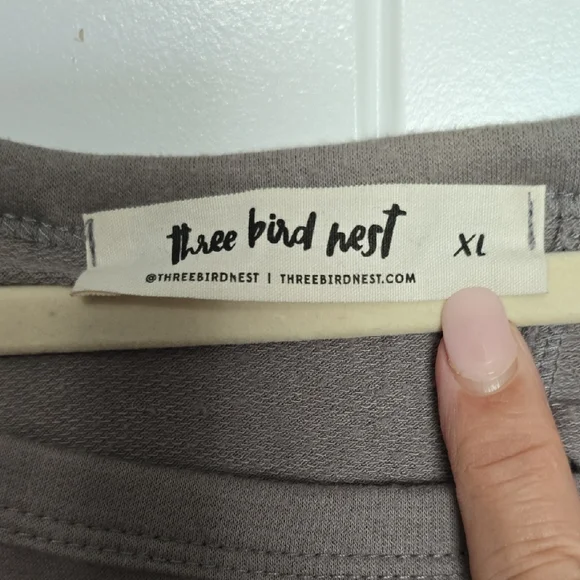 three bird nest XL
@THREEBIRDNEST | THREEBIRDNEST.COM